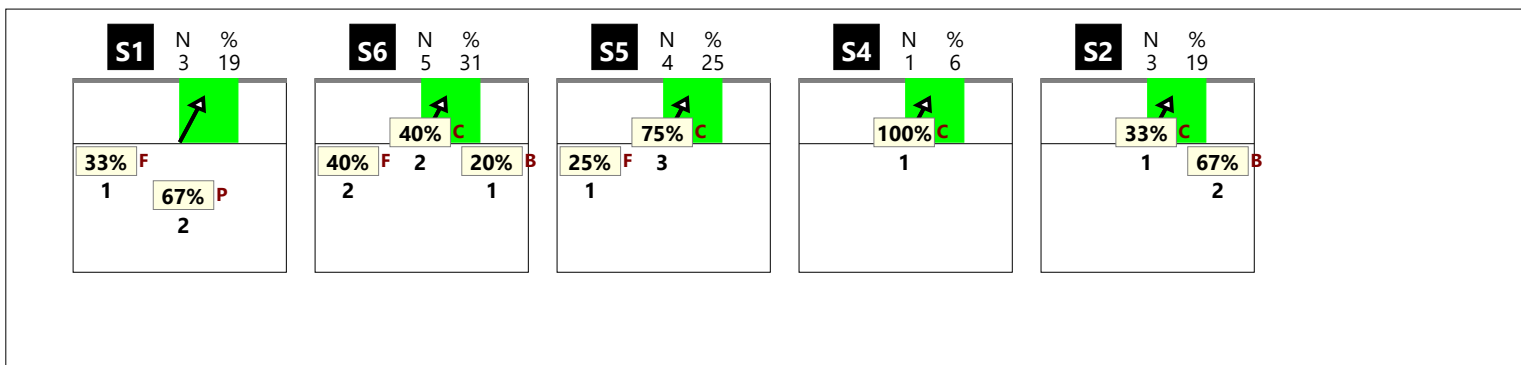 S1 N % S6 N % S5 N % S4 N % S2 N %
3 19 5 31 4 25 1 6 3 19
40% C 75% C 100% C 33% C
33% F 40% F 2 20% B 25% F 3 1 1 67% B
1 67% P 2 1 1 2
2